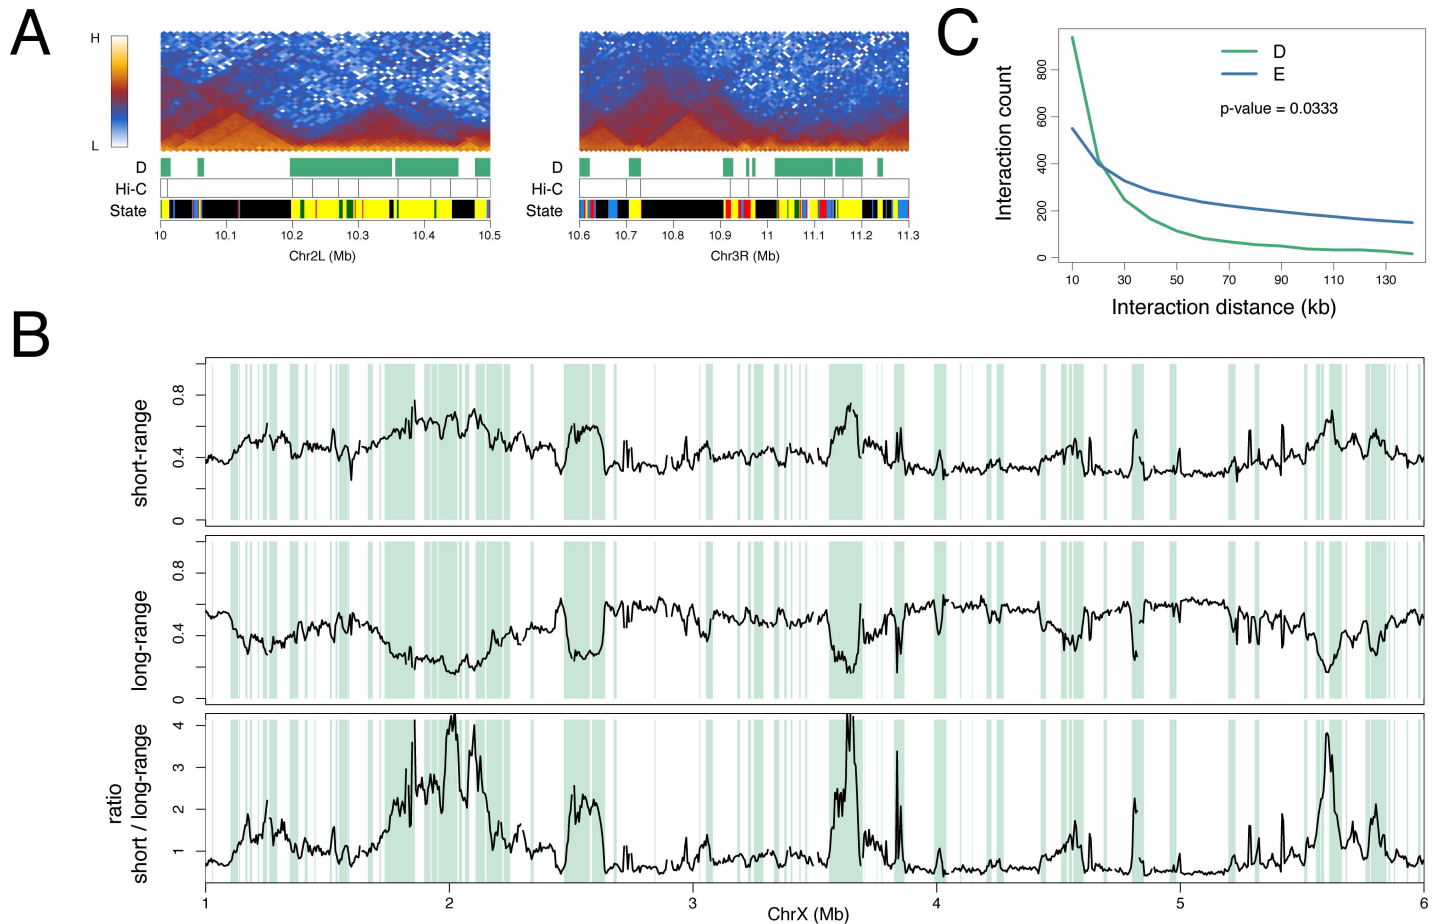 A
H
L
D
Hi-C
State
10 10.1 10.2 10.3 10.4 10.5
Chr2L (Mb)
D
Hi-C
State
10.6 10.7 10.8 10.9 11 11.1 11.2 11.3
Chr3R (Mb)
C
Interaction count
0 200 400 600 800
D
E
p-value = 0.0333
10 30 50 70 90 110 130
Interaction distance (kb)
B
short-range
0 0.4 0.8
long-range
0 0.4 0.8
ratio
short / long-range
1 2 3 4
1 2 3 4 5 6
ChrX (Mb)